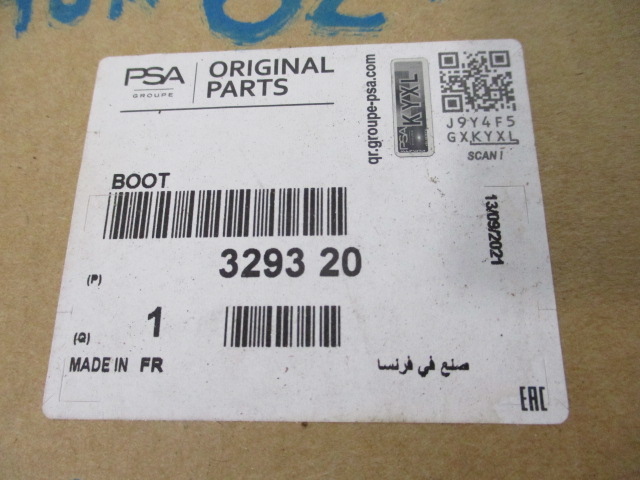 PSA
GROUPE
ORIGINAL
PARTS
qr.groupe-psa.com
PSA KYXL
J9Y4F5
GXKYXL
SCAN !
BOOT
(P) 3293 20
13/09/2021
(Q) 1
MADE IN FR
صنع في فرنسا
EAC